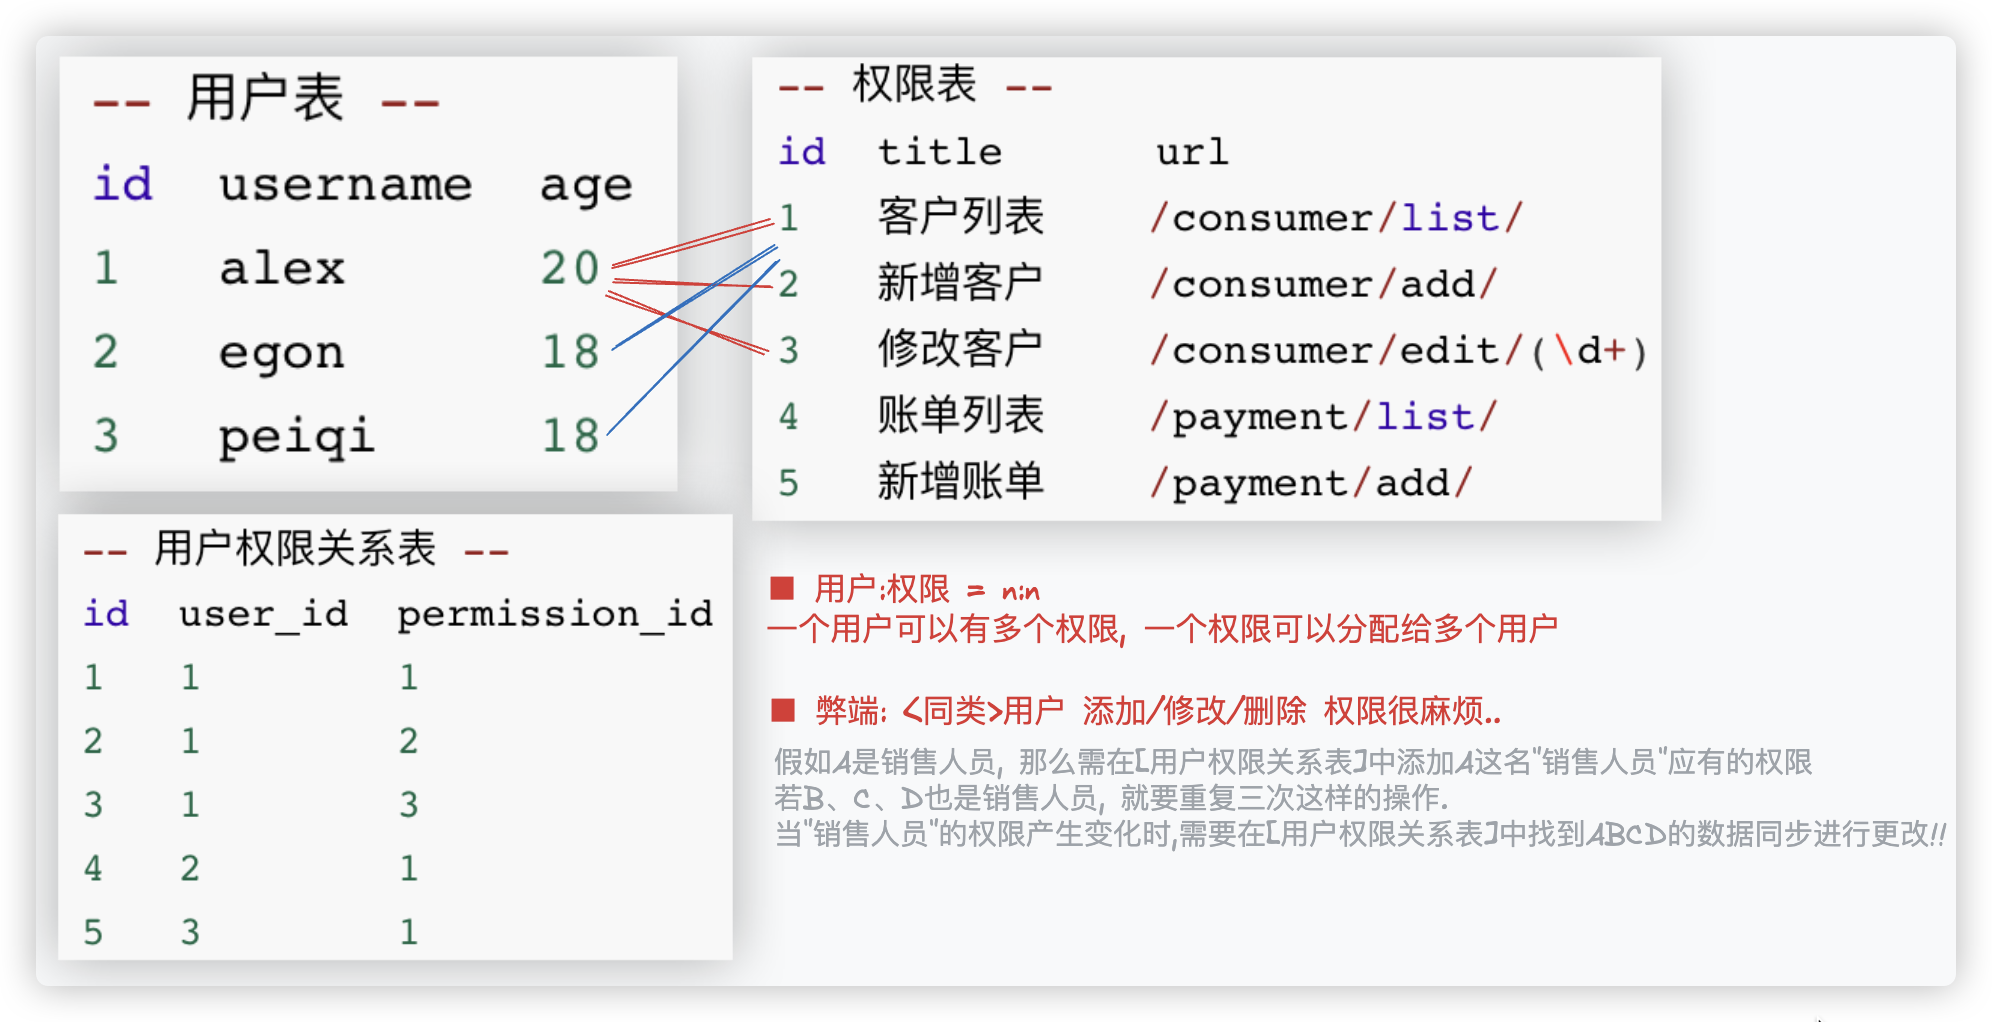 -- 用户表 --
id username age
1 alex 20
2 egon 18
3 peiqi 18
-- 权限表 --
id title url
1 客户列表 /consumer/list/
2 新增客户 /consumer/add/
3 修改客户 /consumer/edit/(\d+)
4 账单列表 /payment/list/
5 新增账单 /payment/add/
-- 用户权限关系表 --
id user_id permission_id
1 1 1
2 1 2
3 1 3
4 2 1
5 3 1
■ 用户:权限 = n:n
一个用户可以有多个权限, 一个权限可以分配给多个用户
■ 弊端: <同类>用户 添加/修改/删除 权限很麻烦..
假如A是销售人员, 那么需在[用户权限关系表]中添加A这名"销售人员"应有的权限
若B、C、D也是销售人员, 就要重复三次这样的操作.
当"销售人员"的权限产生变化时,需要在[用户权限关系表]中找到ABCD的数据同步进行更改!!